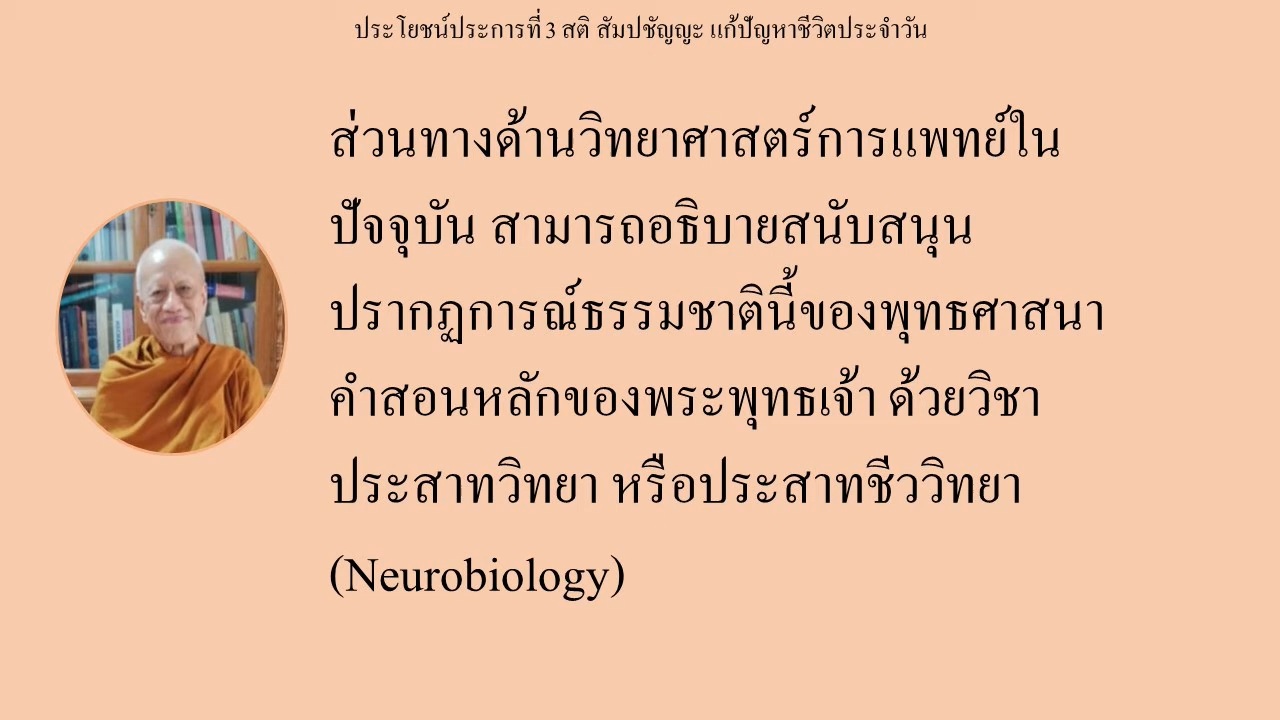 ประโยชน์ประการที่ 3 สติ สัมปชัญญะ แก้ปัญหาชีวิตประจำวัน
ส่วนทางด้านวิทยาศาสตร์การแพทย์ใน
ปัจจุบัน สามารถอธิบายสนับสนุน
ปรากฏการณ์ธรรมชาตินี้ของพุทธศาสนา
คำสอนหลักของพระพุทธเจ้า ด้วยวิชา
ประสาทวิทยา หรือประสาทชีววิทยา
(Neurobiology)